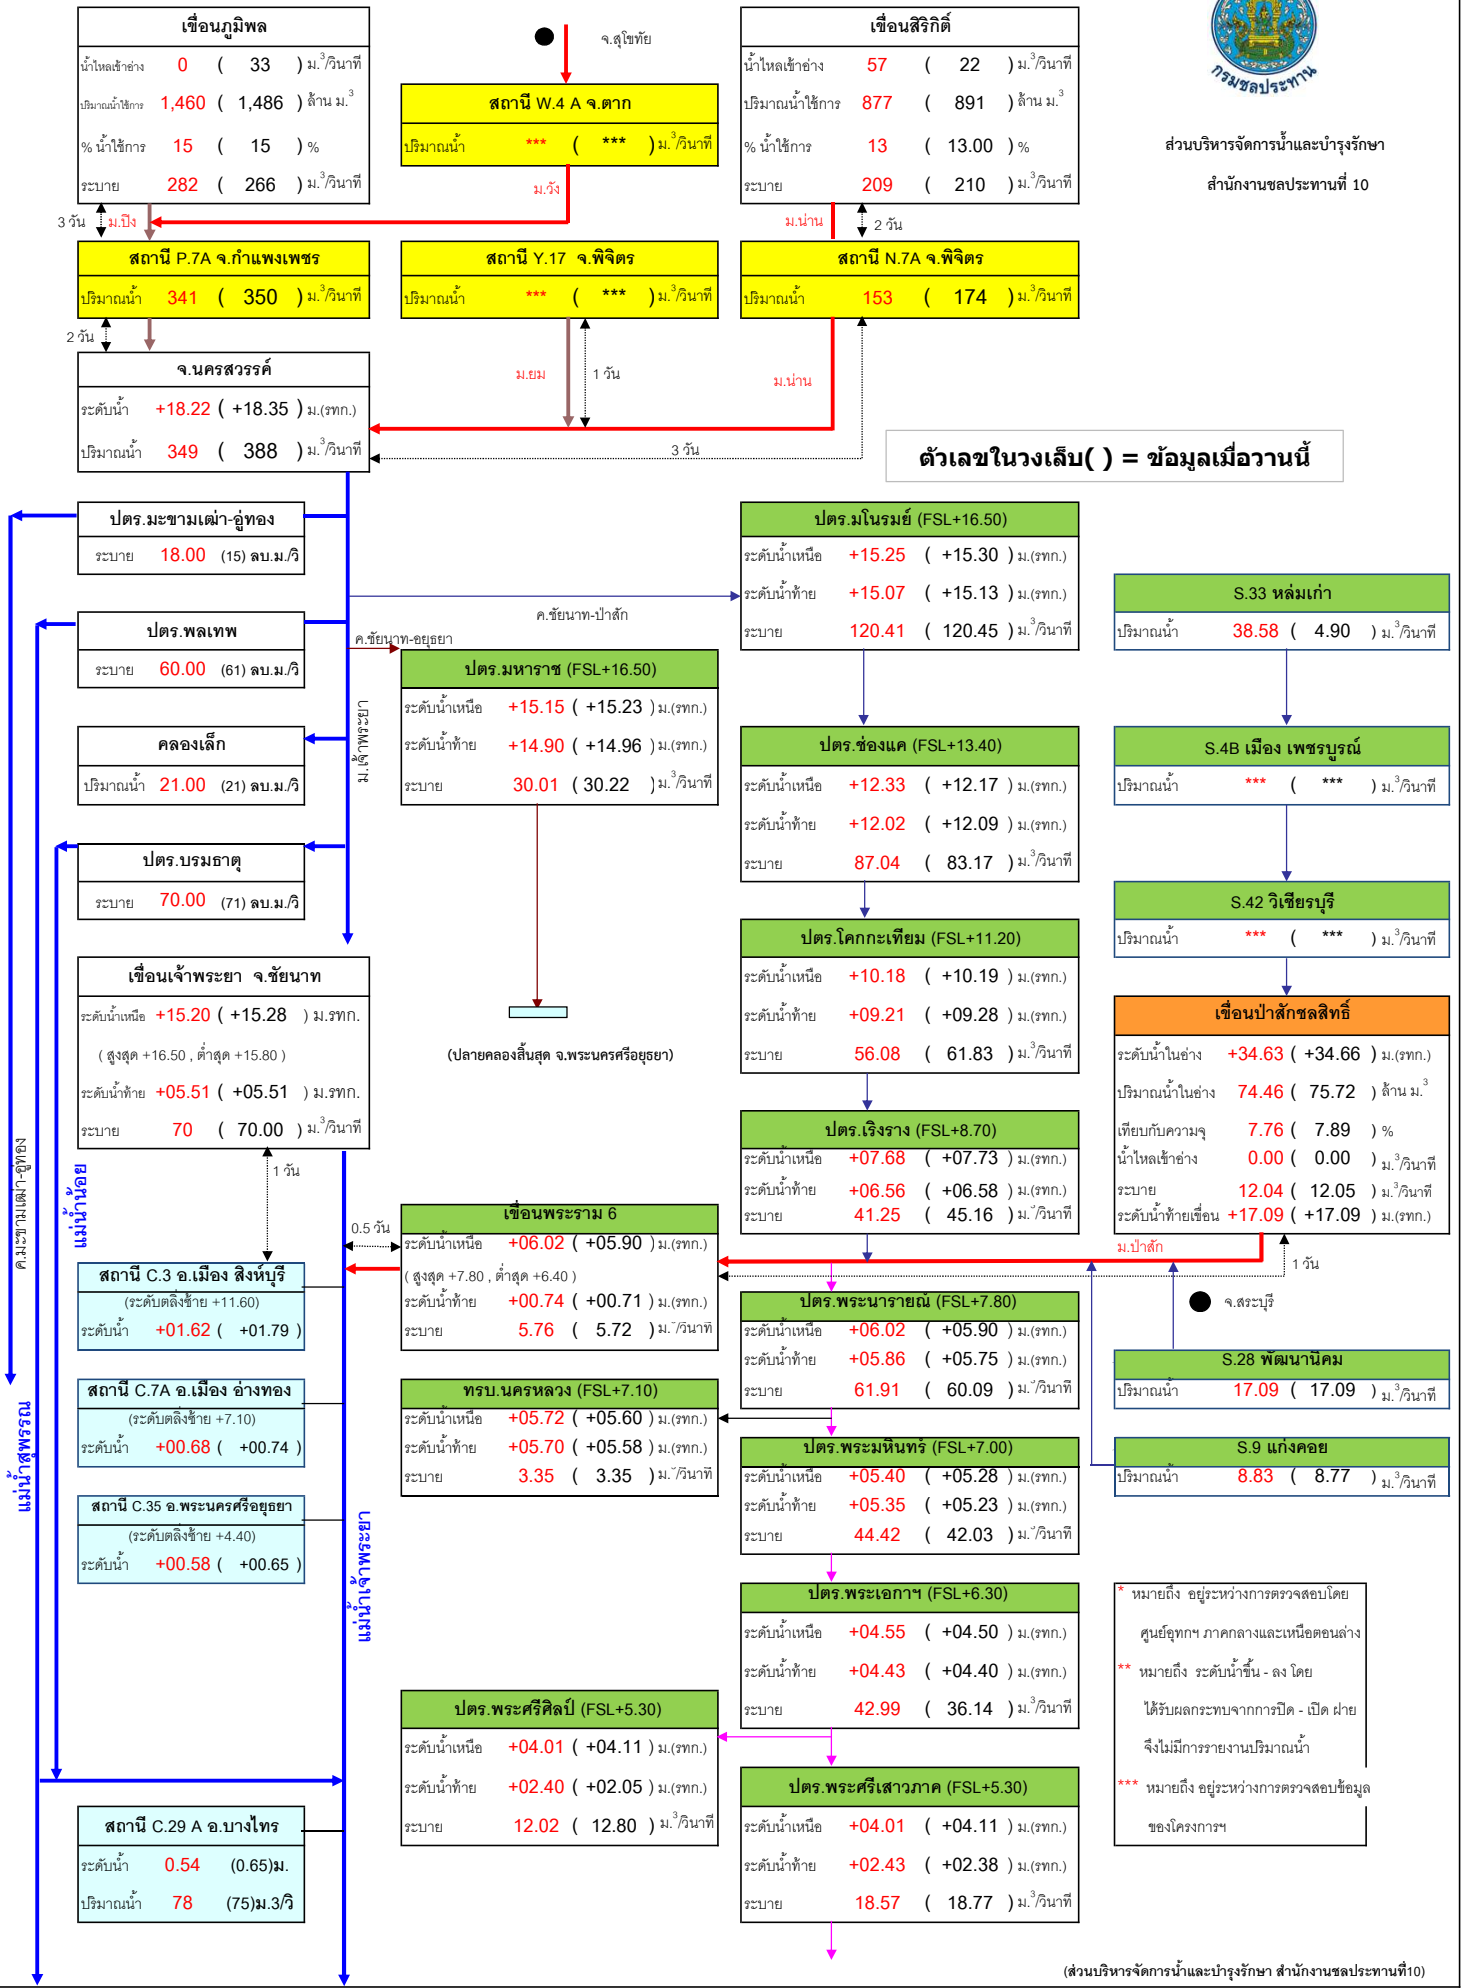 เขื่อนภูมิพล
น้ำไหลเข้าอ่าง 0 ( 33 ) ม.3/วินาที
ปริมาณน้ำใช้การ 1,460 ( 1,486 ) ล้าน ม.3
% น้ำใช้การ 15 ( 15 ) %
ระบาย 282 ( 266 ) ม.3/วินาที
จ.สุโขทัย
สถานี W.4 A จ.ตาก
ปริมาณน้ำ *** ( *** ) ม.3/วินาที
เขื่อนสิริกิติ์
น้ำไหลเข้าอ่าง 57 ( 22 ) ม.3/วินาที
ปริมาณน้ำใช้การ 877 ( 891 ) ล้าน ม.3
% น้ำใช้การ 13 ( 13.00 ) %
ระบาย 209 ( 210 ) ม.3/วินาที
กรมชลประทาน
ส่วนบริหารจัดการน้ำและบำรุงรักษา
สำนักงานชลประทานที่ 10
3 วัน ม.ปิง
ม.วัง
ม.น่าน
2 วัน
สถานี P.7A จ.กำแพงเพชร
ปริมาณน้ำ 341 ( 350 ) ม.3/วินาที
สถานี Y.17 จ.พิจิตร
ปริมาณน้ำ *** ( *** ) ม.3/วินาที
สถานี N.7A จ.พิจิตร
ปริมาณน้ำ 153 ( 174 ) ม.3/วินาที
2 วัน
ม.ยม
1 วัน
ม.น่าน
3 วัน
จ.นครสวรรค์
ระดับน้ำ +18.22 ( +18.35 ) ม.(รทก.)
ปริมาณน้ำ 349 ( 388 ) ม.3/วินาที
ตัวเลขในวงเล็บ( ) = ข้อมูลเมื่อวานนี้
ปตร.มะขามเฒ่า-อู่ทอง
ระบาย 18.00 (15) ลบ.ม./วิ
ปตร.พลเทพ
ระบาย 60.00 (61) ลบ.ม./วิ
คลองเล็ก
ปริมาณน้ำ 21.00 (21) ลบ.ม./วิ
ปตร.บรมธาตุ
ระบาย 70.00 (71) ลบ.ม./วิ
ค.ชัยนาท-ป่าสัก
ค.ชัยนาท-อยุธยา
ม.เจ้าพระยา
ปตร.มหาราช (FSL+16.50)
ระดับน้ำเหนือ +15.15 ( +15.23 ) ม.(รทก.)
ระดับน้ำท้าย +14.90 ( +14.96 ) ม.(รทก.)
ระบาย 30.01 ( 30.22 ) ม.3/วินาที
(ปลายคลองสิ้นสุด จ.พระนครศรีอยุธยา)
ปตร.มโนรมย์ (FSL+16.50)
ระดับน้ำเหนือ +15.25 ( +15.30 ) ม.(รทก.)
ระดับน้ำท้าย +15.07 ( +15.13 ) ม.(รทก.)
ระบาย 120.41 ( 120.45 ) ม.3/วินาที
ปตร.ช่องแค (FSL+13.40)
ระดับน้ำเหนือ +12.33 ( +12.17 ) ม.(รทก.)
ระดับน้ำท้าย +12.02 ( +12.09 ) ม.(รทก.)
ระบาย 87.04 ( 83.17 ) ม.3/วินาที
ปตร.โคกกะเทียม (FSL+11.20)
ระดับน้ำเหนือ +10.18 ( +10.19 ) ม.(รทก.)
ระดับน้ำท้าย +09.21 ( +09.28 ) ม.(รทก.)
ระบาย 56.08 ( 61.83 ) ม.3/วินาที
ปตร.เริงราง (FSL+8.70)
ระดับน้ำเหนือ +07.68 ( +07.73 ) ม.(รทก.)
ระดับน้ำท้าย +06.56 ( +06.58 ) ม.(รทก.)
ระบาย 41.25 ( 45.16 ) ม.3/วินาที
S.33 หล่มเก่า
ปริมาณน้ำ 38.58 ( 4.90 ) ม.3/วินาที
S.4B เมือง เพชรบูรณ์
ปริมาณน้ำ *** ( *** ) ม.3/วินาที
S.42 วิเชียรบุรี
ปริมาณน้ำ *** ( *** ) ม.3/วินาที
เขื่อนป่าสักชลสิทธิ์
ระดับน้ำในอ่าง +34.63 ( +34.66 ) ม.(รทก.)
ปริมาณน้ำในอ่าง 74.46 ( 75.72 ) ล้าน ม.3
เทียบกับความจุ 7.76 ( 7.89 ) %
น้ำไหลเข้าอ่าง 0.00 ( 0.00 ) ม.3/วินาที
ระบาย 12.04 ( 12.05 ) ม.3/วินาที
ระดับน้ำท้ายเขื่อน +17.09 ( +17.09 ) ม.(รทก.)
เขื่อนเจ้าพระยา จ.ชัยนาท
ระดับน้ำเหนือ +15.20 ( +15.28 ) ม.รทก.
( สูงสุด +16.50 , ต่ำสุด +15.80 )
ระดับน้ำท้าย +05.51 ( +05.51 ) ม.รทก.
ระบาย 70 ( 70.00 ) ม.3/วินาที
ค.มะขามเฒ่า-อู่ทอง
แม่น้ำน้อย
1 วัน
0.5 วัน
ม.ป่าสัก
1 วัน
จ.สระบุรี
เขื่อนพระราม 6
ระดับน้ำเหนือ +06.02 ( +05.90 ) ม.(รทก.)
( สูงสุด +7.80 , ต่ำสุด +6.40 )
ระดับน้ำท้าย +00.74 ( +00.71 ) ม.(รทก.)
ระบาย 5.76 ( 5.72 ) ม.3/วินาที
สถานี C.3 อ.เมือง สิงห์บุรี
(ระดับตลิ่งซ้าย +11.60)
ระดับน้ำ +01.62 ( +01.79 )
สถานี C.7A อ.เมือง อ่างทอง
(ระดับตลิ่งซ้าย +7.10)
ระดับน้ำ +00.68 ( +00.74 )
สถานี C.35 อ.พระนครศรีอยุธยา
(ระดับตลิ่งซ้าย +4.40)
ระดับน้ำ +00.58 ( +00.65 )
แม่น้ำสุพรรณ
แม่น้ำเจ้าพระยา
ทรบ.นครหลวง (FSL+7.10)
ระดับน้ำเหนือ +05.72 ( +05.60 ) ม.(รทก.)
ระดับน้ำท้าย +05.70 ( +05.58 ) ม.(รทก.)
ระบาย 3.35 ( 3.35 ) ม.3/วินาที
ปตร.พระนารายณ์ (FSL+7.80)
ระดับน้ำเหนือ +06.02 ( +05.90 ) ม.(รทก.)
ระดับน้ำท้าย +05.86 ( +05.75 ) ม.(รทก.)
ระบาย 61.91 ( 60.09 ) ม.3/วินาที
ปตร.พระมหินทร์ (FSL+7.00)
ระดับน้ำเหนือ +05.40 ( +05.28 ) ม.(รทก.)
ระดับน้ำท้าย +05.35 ( +05.23 ) ม.(รทก.)
ระบาย 44.42 ( 42.03 ) ม.3/วินาที
S.28 พัฒนานิคม
ปริมาณน้ำ 17.09 ( 17.09 ) ม.3/วินาที
S.9 แก่งคอย
ปริมาณน้ำ 8.83 ( 8.77 ) ม.3/วินาที
ปตร.พระเอกาฯ (FSL+6.30)
ระดับน้ำเหนือ +04.55 ( +04.50 ) ม.(รทก.)
ระดับน้ำท้าย +04.43 ( +04.40 ) ม.(รทก.)
ระบาย 42.99 ( 36.14 ) ม.3/วินาที
ปตร.พระศรีศิลป์ (FSL+5.30)
ระดับน้ำเหนือ +04.01 ( +04.11 ) ม.(รทก.)
ระดับน้ำท้าย +02.40 ( +02.05 ) ม.(รทก.)
ระบาย 12.02 ( 12.80 ) ม.3/วินาที
ปตร.พระศรีเสาวภาค (FSL+5.30)
ระดับน้ำเหนือ +04.01 ( +04.11 ) ม.(รทก.)
ระดับน้ำท้าย +02.43 ( +02.38 ) ม.(รทก.)
ระบาย 18.57 ( 18.77 ) ม.3/วินาที
* หมายถึง อยู่ระหว่างการตรวจสอบโดย
ศูนย์อุทกฯ ภาคกลางและเหนือตอนล่าง
** หมายถึง ระดับน้ำขึ้น - ลง โดย
ได้รับผลกระทบจากการปิด - เปิด ฝาย
จึงไม่มีการรายงานปริมาณน้ำ
*** หมายถึง อยู่ระหว่างการตรวจสอบข้อมูล
ของโครงการฯ
สถานี C.29 A อ.บางไทร
ระดับน้ำ 0.54 (0.65)ม.
ปริมาณน้ำ 78 (75)ม.3/วิ
(ส่วนบริหารจัดการน้ำและบำรุงรักษา สำนักงานชลประทานที่10)